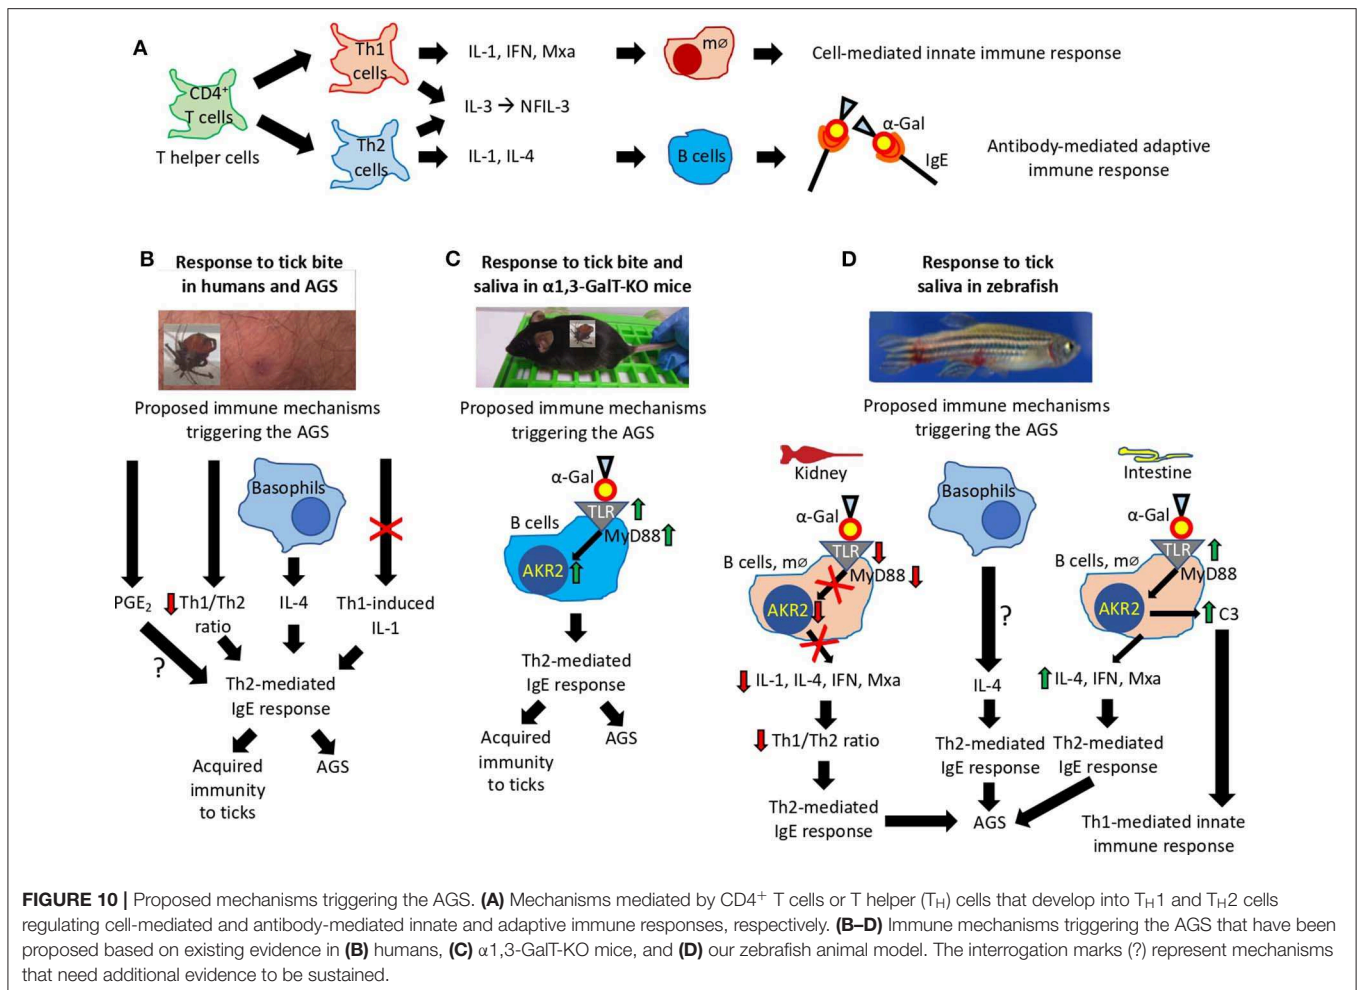 A
CD4⁺
T cells
T helper cells
Th1
cells
Th2
cells
IL-1, IFN, Mxa
IL-3 → NFIL-3
IL-1, IL-4
mø
B cells
Cell-mediated innate immune response
α-Gal
IgE
Antibody-mediated adaptive
immune response
B
Response to tick bite
in humans and AGS
Proposed immune mechanisms
triggering the AGS
Basophils
PGE₂
Th1/Th2
ratio
IL-4
Th1-induced
IL-1
?
Th2-mediated
IgE response
Acquired
immunity
to ticks
AGS
C
Response to tick bite and
saliva in α1,3-GalT-KO mice
Proposed immune mechanisms
triggering the AGS
α-Gal
TLR
B cells
MyD88
AKR2
Th2-mediated
IgE response
Acquired
immunity
to ticks
AGS
D
Response to tick
saliva in zebrafish
Proposed immune mechanisms
triggering the AGS
Kidney
α-Gal
TLR
B cells, mø
MyD88
AKR2
IL-1, IL-4, IFN, Mxa
Th1/Th2 ratio
Th2-mediated
IgE response
Basophils
?
IL-4
Th2-mediated
IgE response
AGS
Intestine
α-Gal
TLR
B cells, mø
MyD88
AKR2
C3
IL-4, IFN, Mxa
Th2-mediated
IgE response
Th1-mediated innate
immune response
FIGURE 10 | Proposed mechanisms triggering the AGS. (A) Mechanisms mediated by CD4⁺ T cells or T helper (T_H) cells that develop into T_H1 and T_H2 cells
regulating cell-mediated and antibody-mediated innate and adaptive immune responses, respectively. (B–D) Immune mechanisms triggering the AGS that have been
proposed based on existing evidence in (B) humans, (C) α1,3-GalT-KO mice, and (D) our zebrafish animal model. The interrogation marks (?) represent mechanisms
that need additional evidence to be sustained.